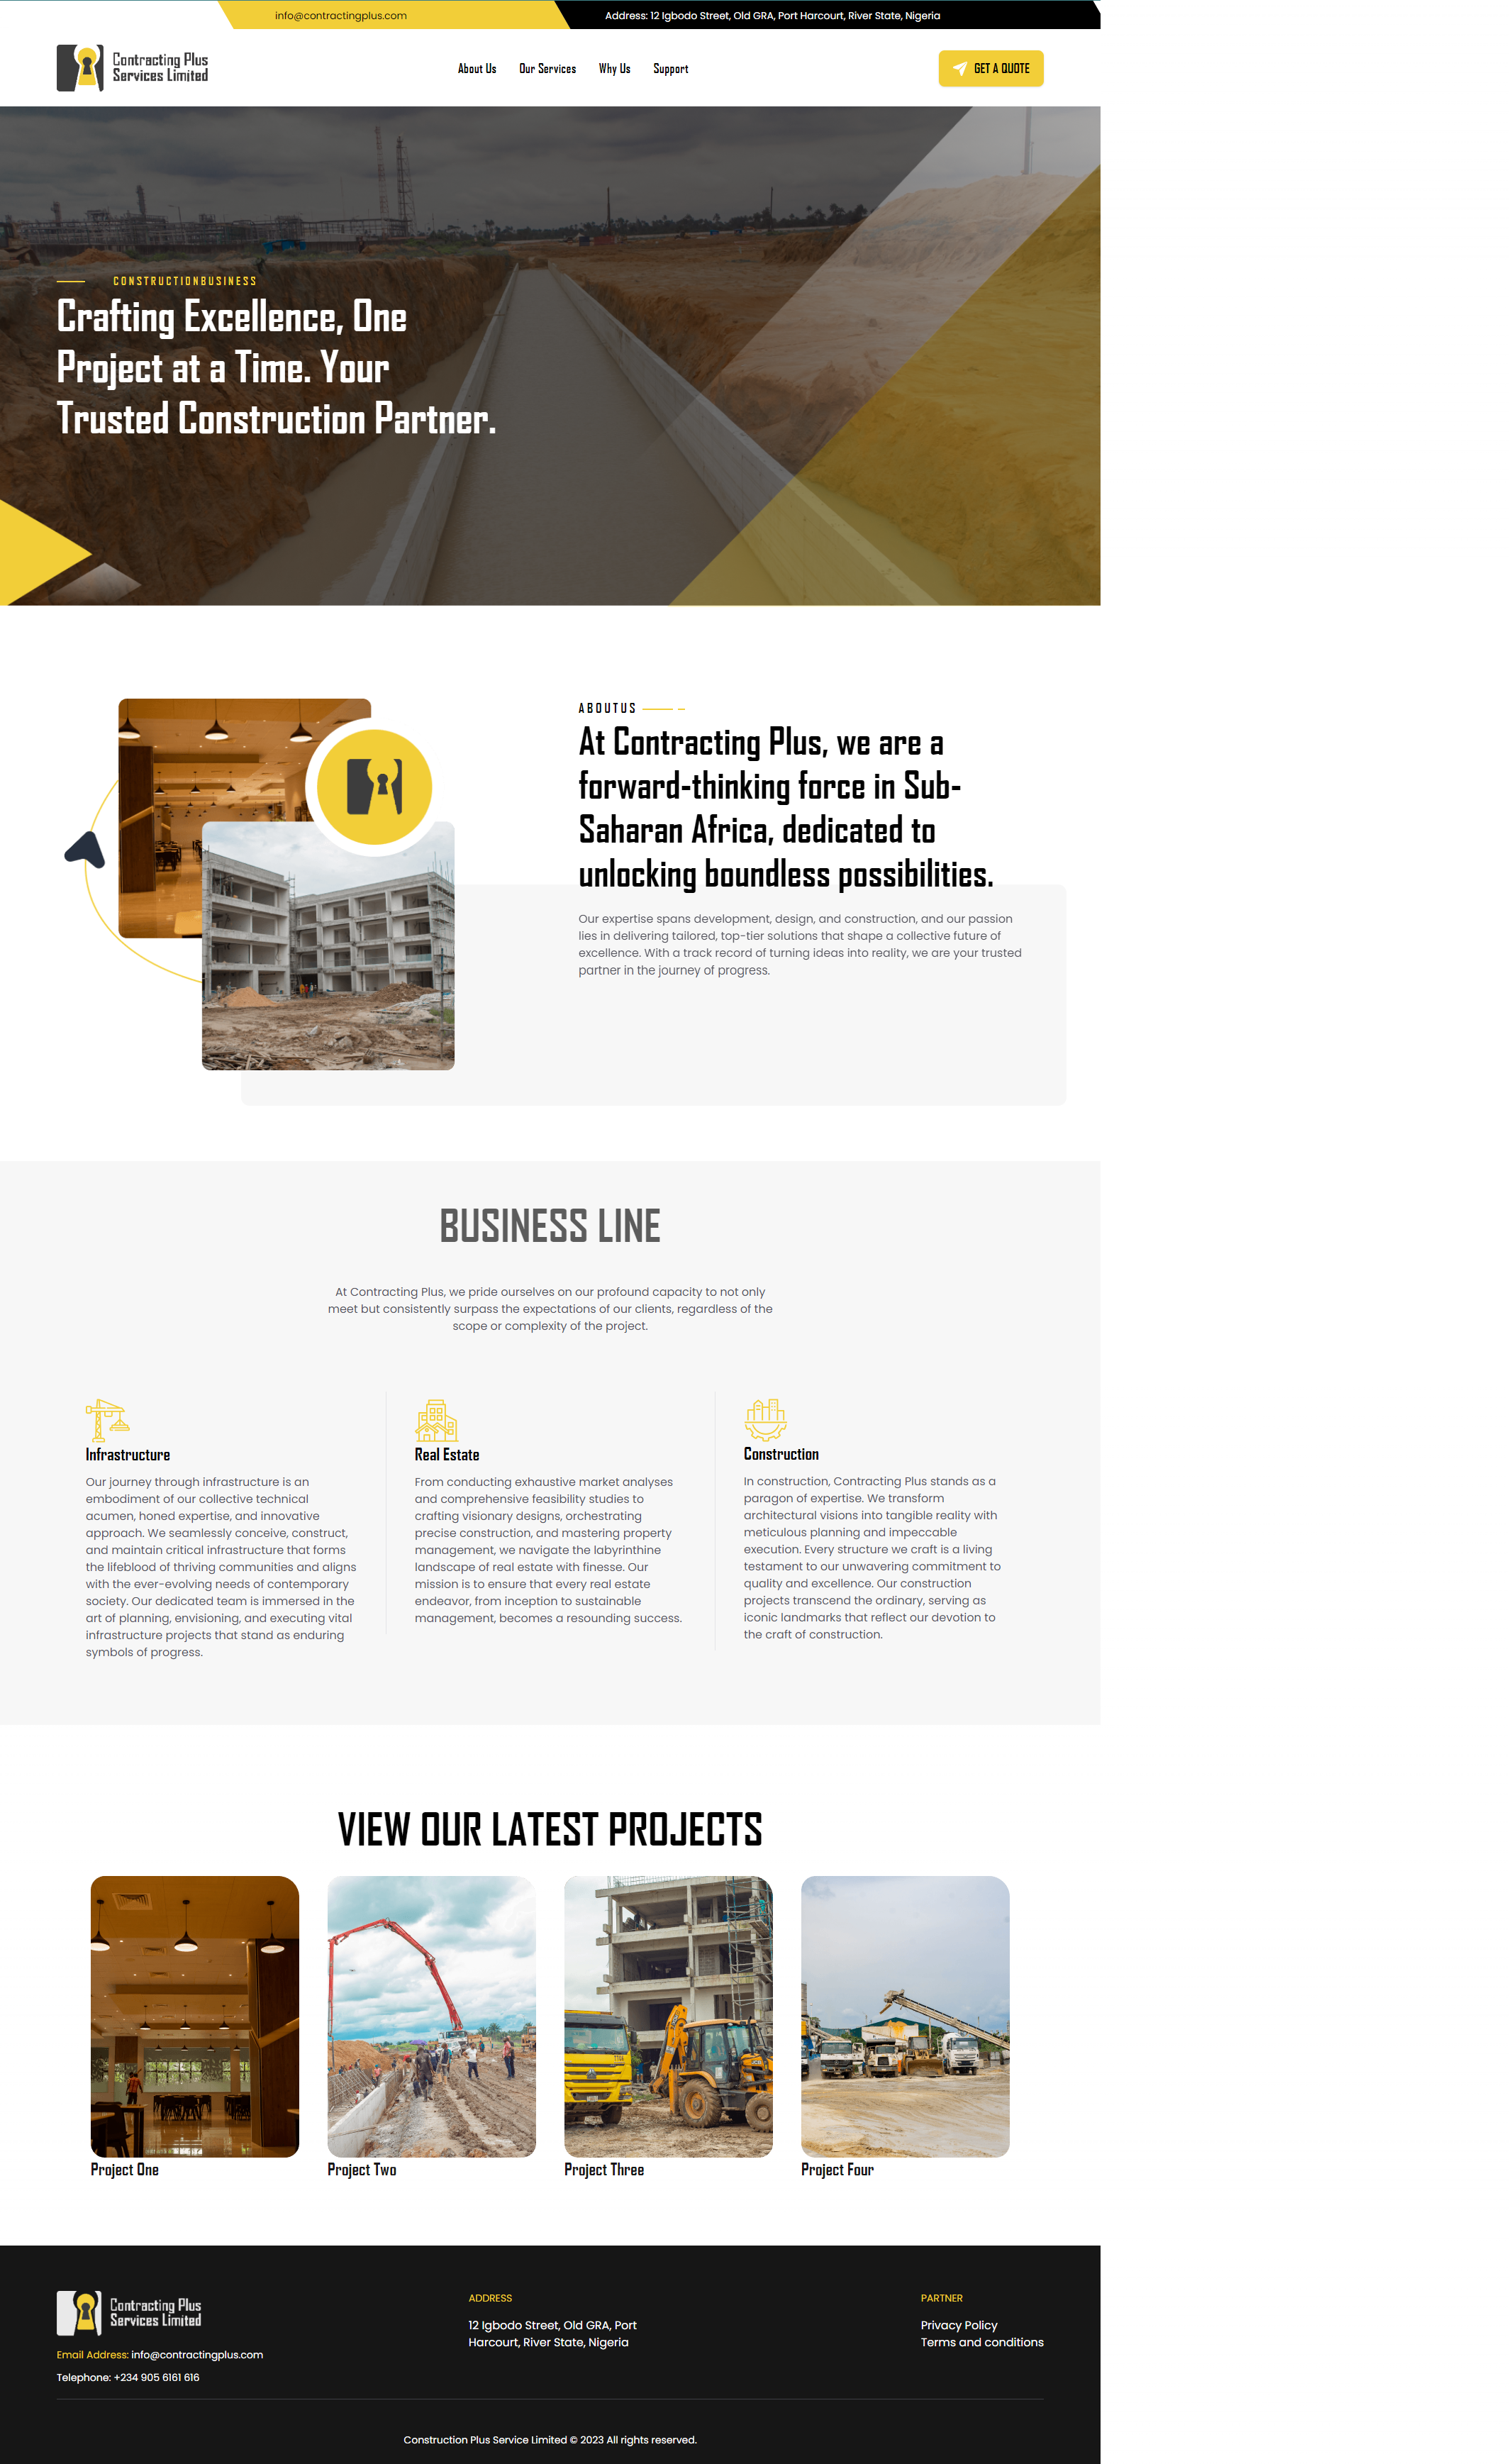 info@contractingplus.com
Address: 12 Igbodo Street, Old GRA, Port Harcourt, River State, Nigeria
Contracting Plus
Services Limited
About Us
Our Services
Why Us
Support
GET A QUOTE
CONSTRUCTIONBUSINESS
Crafting Excellence, One
Project at a Time. Your
Trusted Construction Partner.
ABOUTUS
At Contracting Plus, we are a
forward-thinking force in Sub-
Saharan Africa, dedicated to
unlocking boundless possibilities.
Our expertise spans development, design, and construction, and our passion
lies in delivering tailored, top-tier solutions that shape a collective future of
excellence. With a track record of turning ideas into reality, we are your trusted
partner in the journey of progress.
BUSINESS LINE
At Contracting Plus, we pride ourselves on our profound capacity to not only
meet but consistently surpass the expectations of our clients, regardless of the
scope or complexity of the project.
Infrastructure
Our journey through infrastructure is an
embodiment of our collective technical
acumen, honed expertise, and innovative
approach. We seamlessly conceive, construct,
and maintain critical infrastructure that forms
the lifeblood of thriving communities and aligns
with the ever-evolving needs of contemporary
society. Our dedicated team is immersed in the
art of planning, envisioning, and executing vital
infrastructure projects that stand as enduring
symbols of progress.
Real Estate
From conducting exhaustive market analyses
and comprehensive feasibility studies to
crafting visionary designs, orchestrating
precise construction, and mastering property
management, we navigate the labyrinthine
landscape of real estate with finesse. Our
mission is to ensure that every real estate
endeavor, from inception to sustainable
management, becomes a resounding success.
Construction
In construction, Contracting Plus stands as a
paragon of expertise. We transform
architectural visions into tangible reality with
meticulous planning and impeccable
execution. Every structure we craft is a living
testament to our unwavering commitment to
quality and excellence. Our construction
projects transcend the ordinary, serving as
iconic landmarks that reflect our devotion to
the craft of construction.
VIEW OUR LATEST PROJECTS
Project One
Project Two
Project Three
Project Four
Contracting Plus
Services Limited
Email Address: info@contractingplus.com
Telephone: +234 905 6161 616
ADDRESS
12 Igbodo Street, Old GRA, Port
Harcourt, River State, Nigeria
PARTNER
Privacy Policy
Terms and conditions
Construction Plus Service Limited © 2023 All rights reserved.